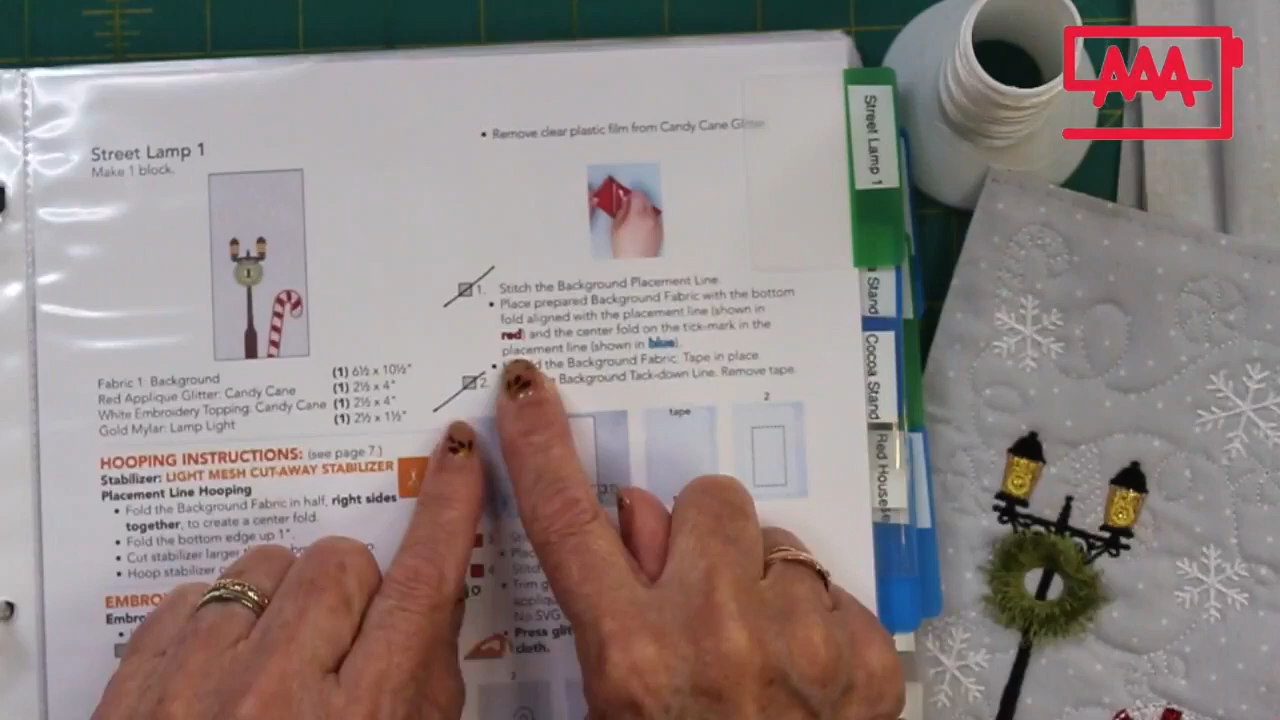 Street Lamp 1
Make 1 block.
Fabric 1: Background (1) 6½ x 10½"
Red Applique Glitter: Candy Cane (1) 2½ x 4"
White Embroidery Topping: Candy Cane (1) 2½ x 4"
Gold Mylar: Lamp Light (1) 2½ x 1½"
HOOPING INSTRUCTIONS: (see page 7.)
Stabilizer: LIGHT MESH CUT-AWAY STABILIZER
Placement Line Hooping
• Fold the Background Fabric in half, right sides
together, to create a center fold.
• Fold the bottom edge up 1".
• Cut stabilizer larger
• Hoop stabilizer
• Remove clear plastic film from Candy Cane
1. Stitch the Background Placement Line.
• Place prepared Background Fabric with the bottom
fold aligned with the placement line (shown in
red) and the center fold on the tick-mark in the
placement line (shown in blue).
the Background Fabric. Tape in place.
2. Background Tack-down Line. Remove tape.
tape
2
No SVG
• Press
cloth.
3
Street Lamp 1
Stand
Cocoa Stand
Red House
AAA